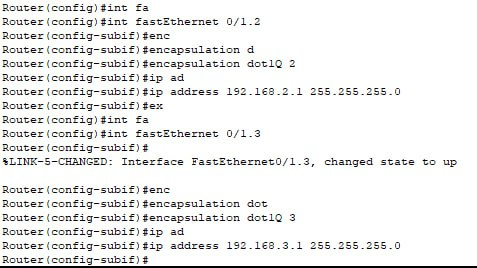 Router(config)#int fa
Router(config)#int fastEthernet 0/1.2
Router(config-subif)#enc
Router(config-subif)#encapsulation d
Router(config-subif)#encapsulation dot1Q 2
Router(config-subif)#ip ad
Router(config-subif)#ip address 192.168.2.1 255.255.255.0
Router(config-subif)#ex
Router(config)#int fa
Router(config)#int fastEthernet 0/1.3
Router(config-subif)#
%LINK-5-CHANGED: Interface FastEthernet0/1.3, changed state to up
Router(config-subif)#enc
Router(config-subif)#encapsulation dot
Router(config-subif)#encapsulation dot1Q 3
Router(config-subif)#ip ad
Router(config-subif)#ip address 192.168.3.1 255.255.255.0
Router(config-subif)#